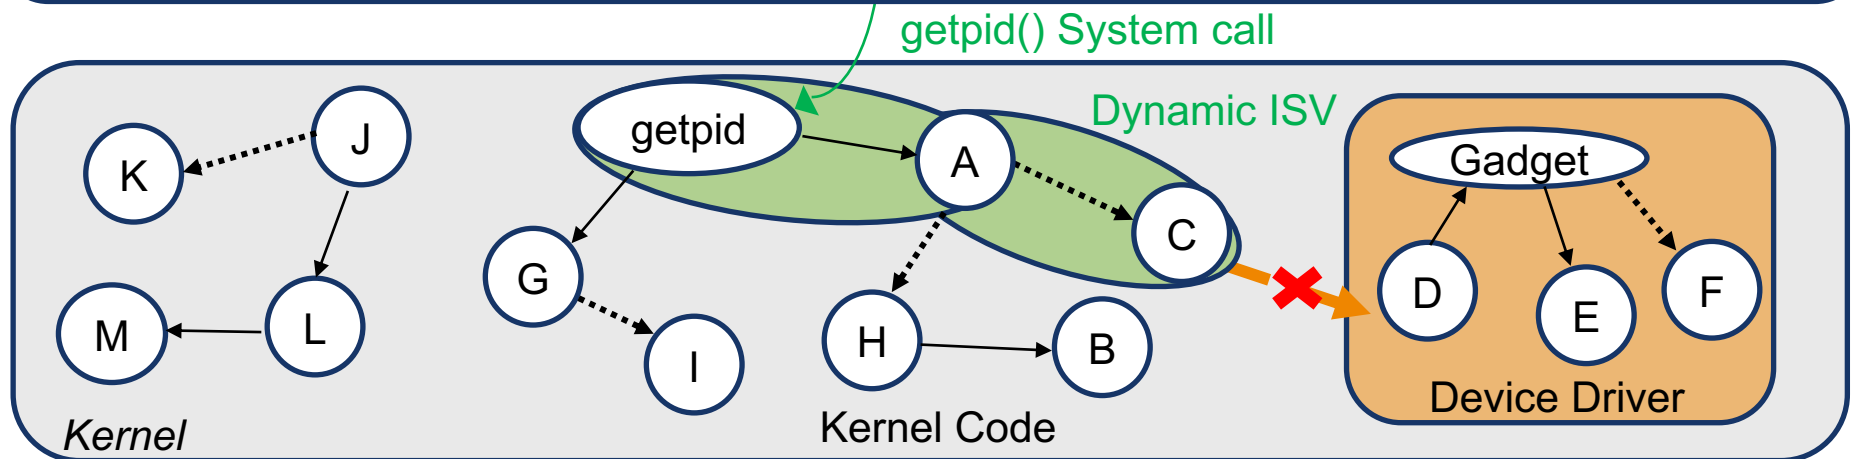 getpid() System call
Dynamic ISV
getpid
J
K
A
Gadget
C
G
D
E
F
M
L
H
B
I
Device Driver
Kernel
Kernel Code